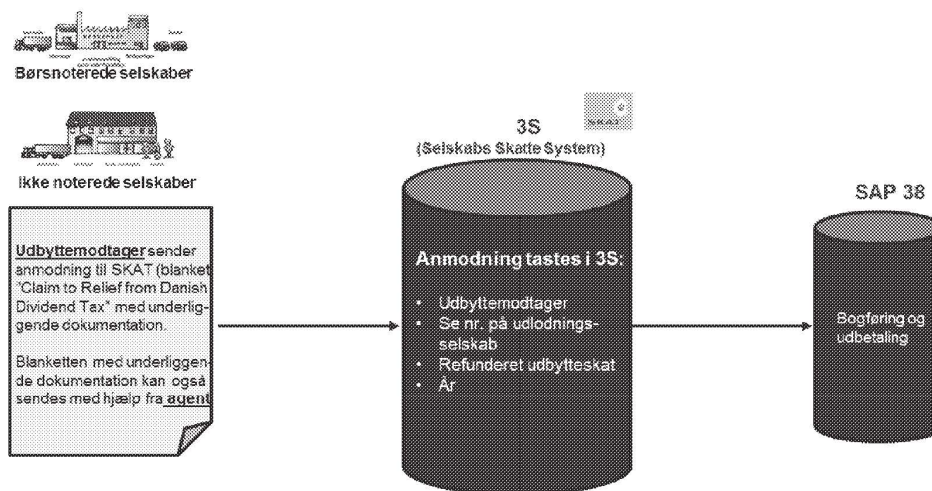 Børsnoterede selskaber
Ikke noterede selskaber
Udbyttemodtager sender
anmodning til SKAT (blanket
"Claim to Relief from Danish
Dividend Tax" med underlig-
gende dokumentation.
Blanketten med underliggen-
de dokumentation kan også
sendes med hjælp fra agent
SKAT
3S
(Selskabs Skatte System)
Anmodning tastes i 3S:
• Udbyttemodtager
• Se nr. på udlodnings-
selskab
• Refunderet udbytteskat
• År
SAP 38
Bogføring og
udbetaling